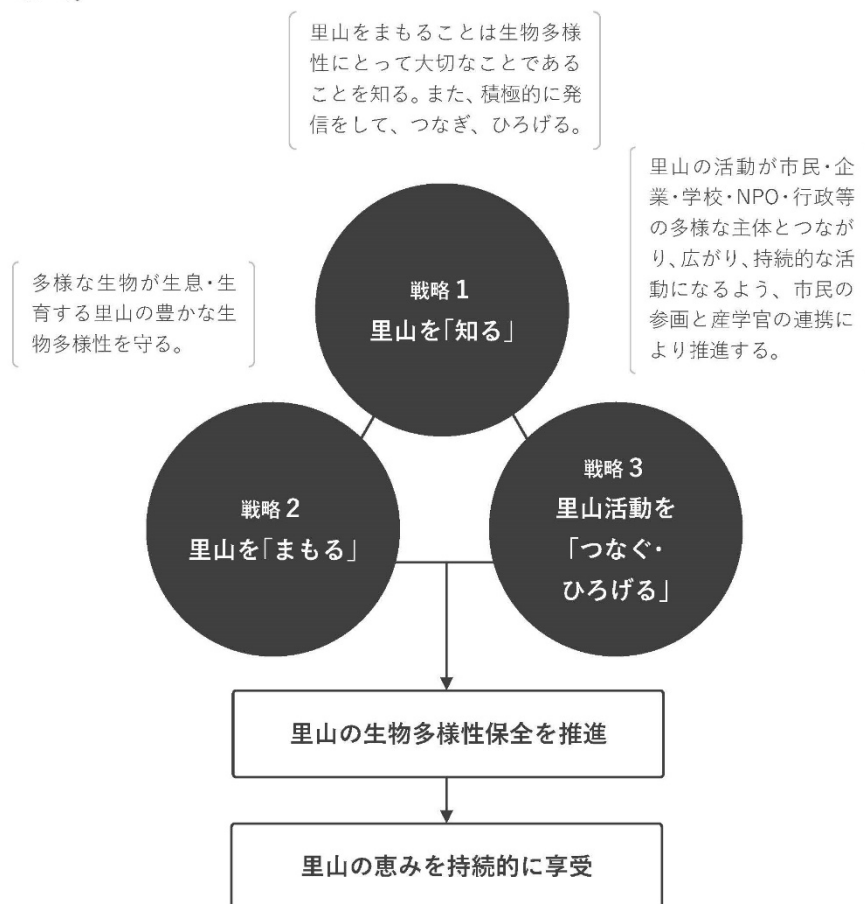 里山をまもることは生物多様
性にとって大切なことである
ことを知る。また、積極的に発
信をして、つなぎ、ひろげる。
里山の活動が市民・企
業・学校・NPO・行政等
の多様な主体とつなが
り、広がり、持続的な活
動になるよう、市民の
参画と産学官の連携に
より推進する。
多様な生物が生息・生
育する里山の豊かな生
物多様性を守る。
戦略 1
里山を「知る」
戦略 2
里山を「まもる」
戦略 3
里山活動を
「つなぐ・
ひろげる」
里山の生物多様性保全を推進
里山の恵みを持続的に享受